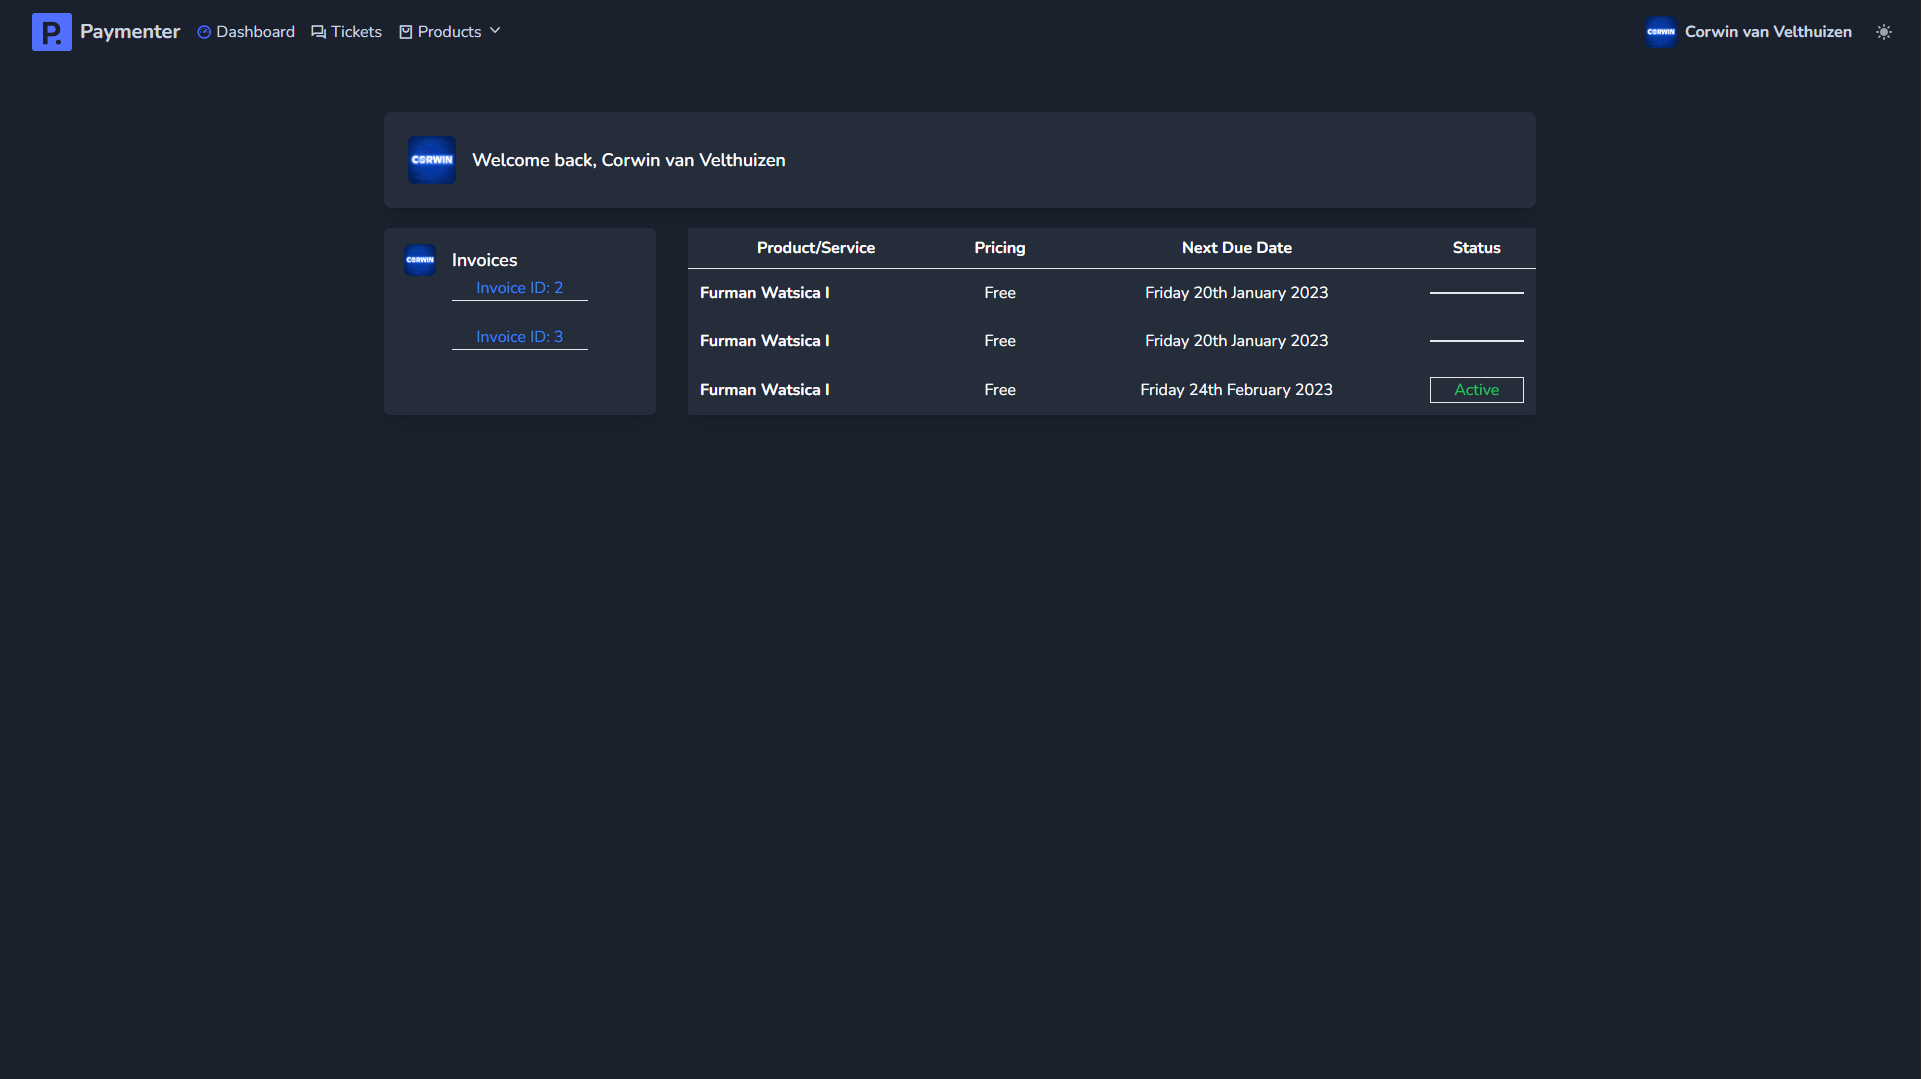 P. Paymenter Dashboard Tickets Products CORWIN Corwin van Velthuizen
CORWIN Welcome back, Corwin van Velthuizen
CORWIN Invoices
Invoice ID: 2
Invoice ID: 3
Product/Service Pricing Next Due Date Status
Furman Watsica I Free Friday 20th January 2023
Furman Watsica I Free Friday 20th January 2023
Furman Watsica I Free Friday 24th February 2023 Active